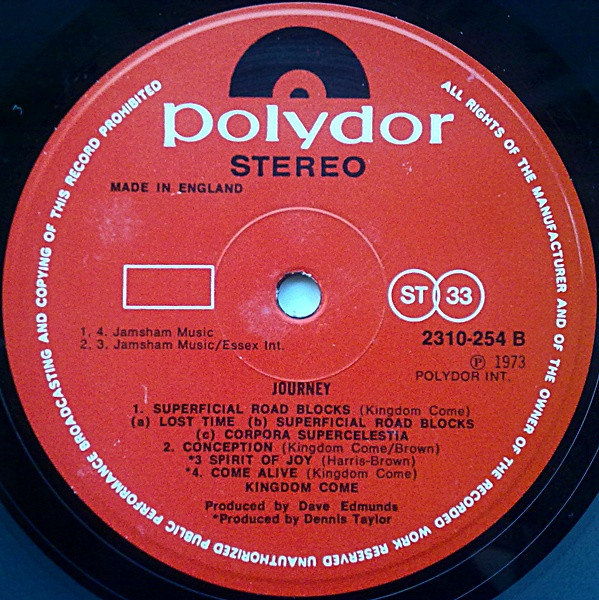 polydor
STEREO
MADE IN ENGLAND
ST 33
1. 4. Jamsham Music
2. 3. Jamsham Music/Essex Int.
2310-254 B
Ⓟ 1973
POLYDOR INT.
JOURNEY
1. SUPERFICIAL ROAD BLOCKS (Kingdom Come)
(a) LOST TIME (b) SUPERFICIAL ROAD BLOCKS
(c) CORPORA SUPERCELESTIA
2. CONCEPTION (Kingdom Come/Brown)
*3 SPIRIT OF JOY (Harris-Brown)
*4. COME ALIVE (Kingdom Come)
KINGDOM COME
Produced by Dave Edmunds
*Produced by Dennis Taylor
ALL RIGHTS OF THE MANUFACTURER AND OF THE OWNER OF THE RECORDED WORK RESERVED UNAUTHORIZED PUBLIC PERFORMANCE BROADCASTING AND COPYING OF THIS RECORD PROHIBITED